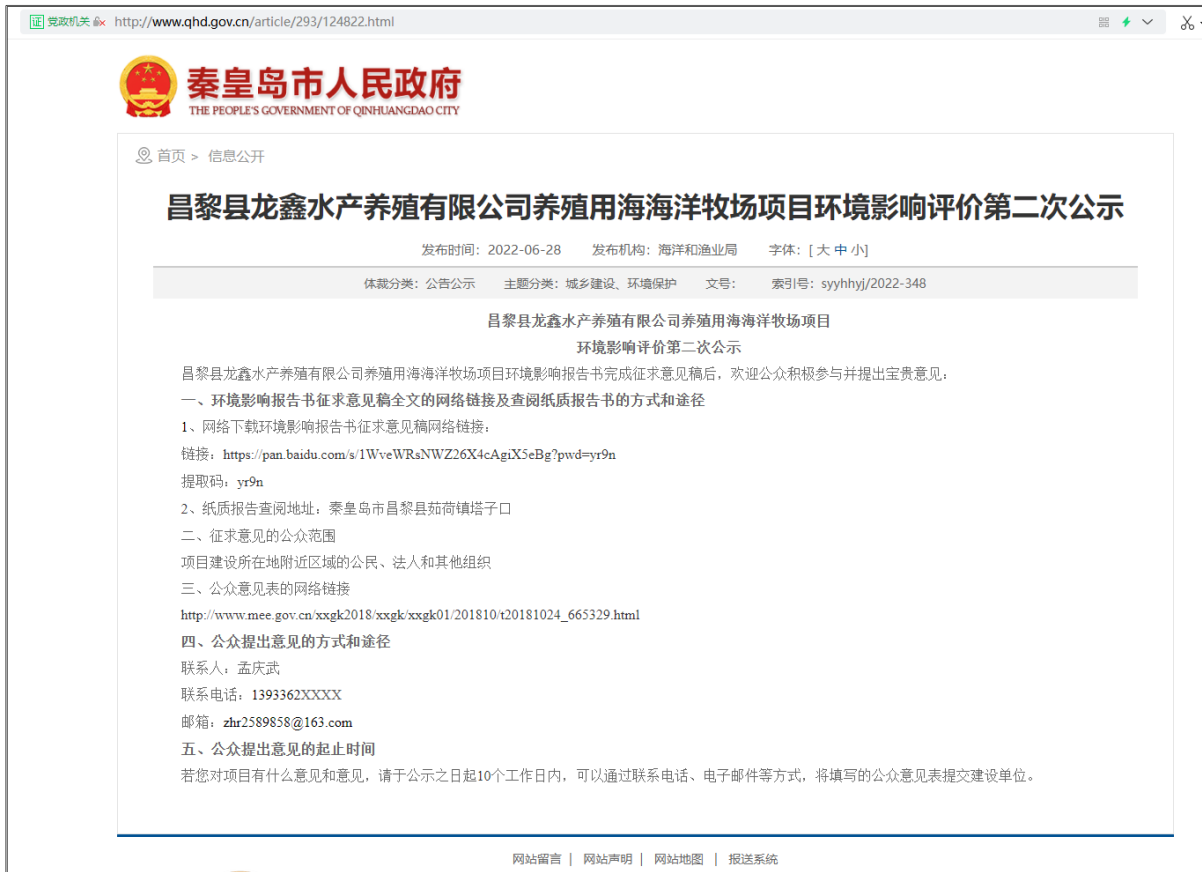 证 党政机关 http://www.qhd.gov.cn/article/293/124822.html
秦皇岛市人民政府
THE PEOPLE'S GOVERNMENT OF QINHUANGDAO CITY
首页 > 信息公开
昌黎县龙鑫水产养殖有限公司养殖用海海洋牧场项目环境影响评价第二次公示
发布时间：2022-06-28 发布机构：海洋和渔业局 字体：[ 大 中 小]
体裁分类：公告公示 主题分类：城乡建设、环境保护 文号： 索引号：syyhhyj/2022-348
昌黎县龙鑫水产养殖有限公司养殖用海海洋牧场项目
环境影响评价第二次公示
昌黎县龙鑫水产养殖有限公司养殖用海海洋牧场项目环境影响报告书完成征求意见稿后，欢迎公众积极参与并提出宝贵意见：
一、环境影响报告书征求意见稿全文的网络链接及查阅纸质报告书的方式和途径
1、网络下载环境影响报告书征求意见稿网络链接：
链接：https://pan.baidu.com/s/1WveWRsNWZ26X4cAgiX5eBg?pwd=yr9n
提取码：yr9n
2、纸质报告查阅地址：秦皇岛市昌黎县茹荷镇塔子口
二、征求意见的公众范围
项目建设所在地附近区域的公民、法人和其他组织
三、公众意见表的网络链接
http://www.mee.gov.cn/xxgk2018/xxgk/xxgk01/201810/t20181024_665329.html
四、公众提出意见的方式和途径
联系人：孟庆武
联系电话：1393362XXXX
邮箱：zhr2589858@163.com
五、公众提出意见的起止时间
若您对项目有什么意见和意见，请于公示之日起10个工作日内，可以通过联系电话、电子邮件等方式，将填写的公众意见表提交建设单位。
网站留言 | 网站声明 | 网站地图 | 报送系统